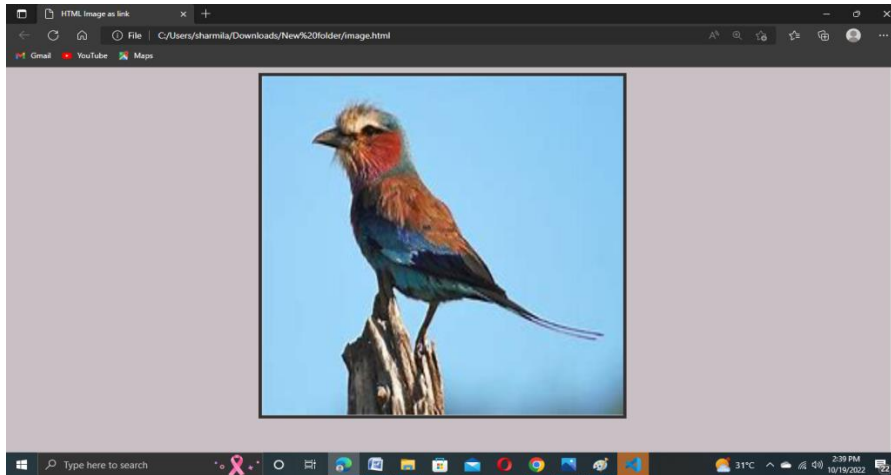 HTML Image as link
File | C:/Users/sharmila/Downloads/New%20folder/image.html
Gmail YouTube Maps
Type here to search
31°C
2:39 PM
10/19/2022
22